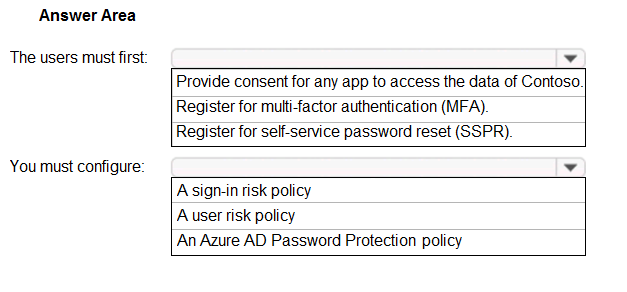 Answer Area
The users must first:
Provide consent for any app to access the data of Contoso.
Register for multi-factor authentication (MFA).
Register for self-service password reset (SSPR).
You must configure:
A sign-in risk policy
A user risk policy
An Azure AD Password Protection policy